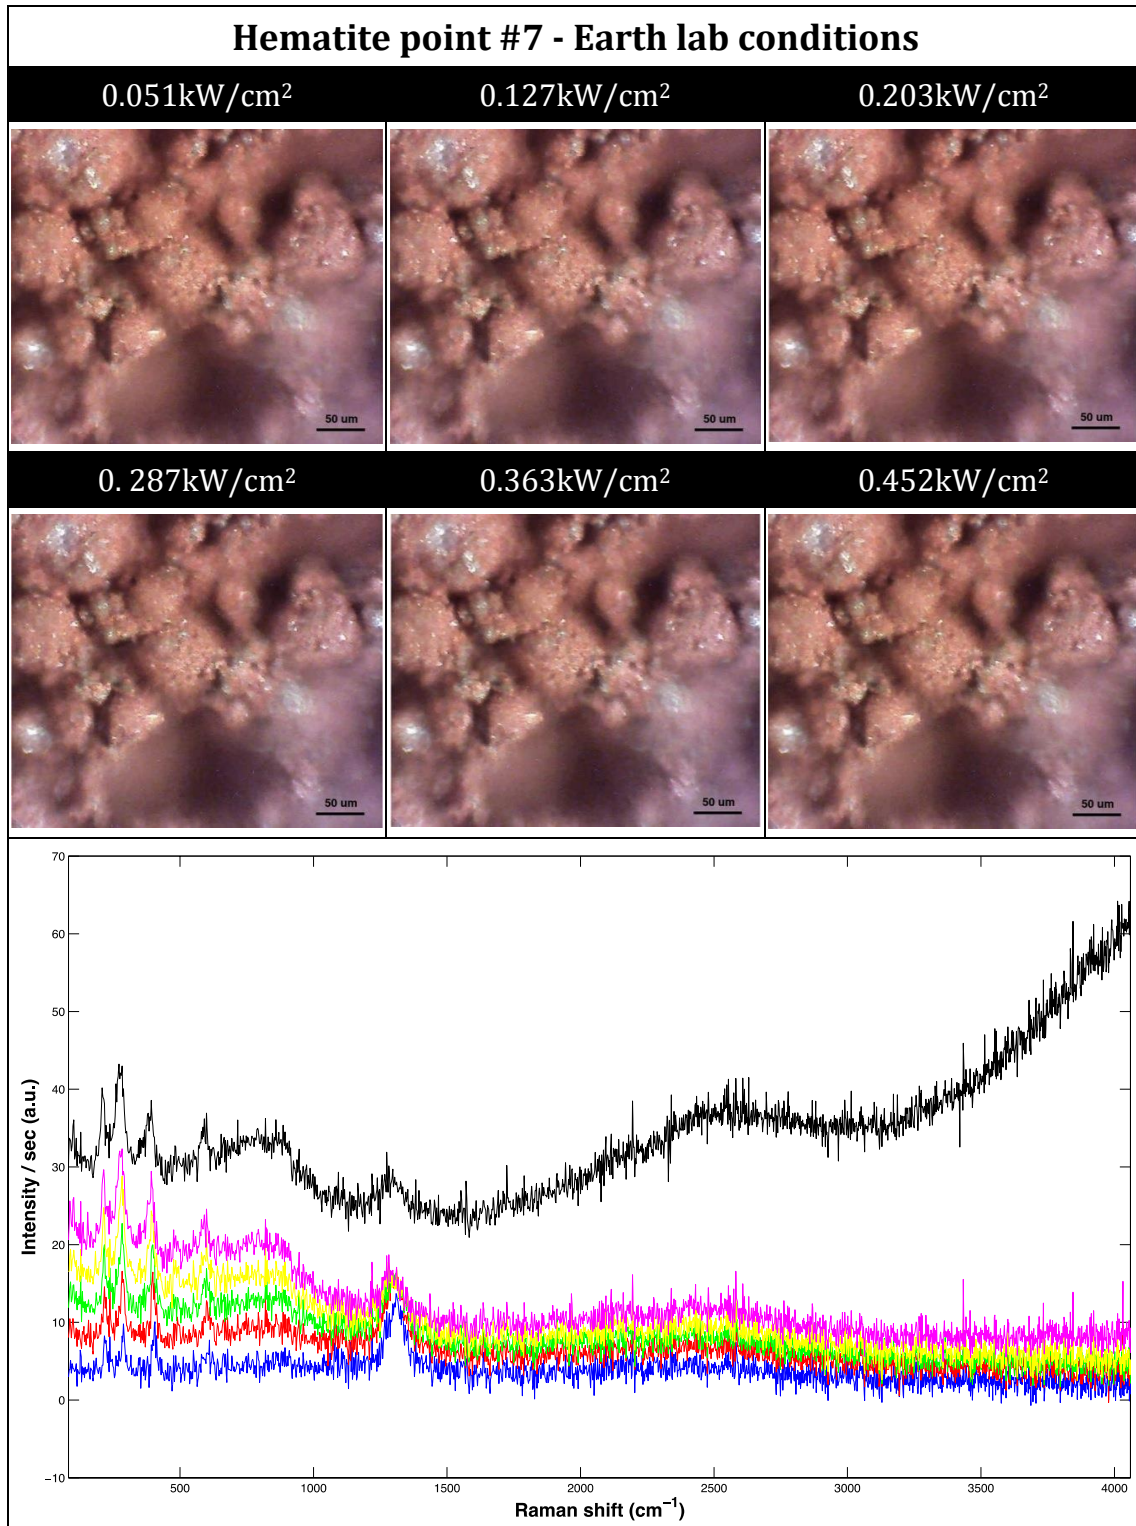 Hematite point #7 - Earth lab conditions
0.051kW/cm²
0.127kW/cm²
0.203kW/cm²
50 um
50 um
50 um
0. 287kW/cm²
0.363kW/cm²
0.452kW/cm²
50 um
50 um
50 um
70
60
50
40
30
20
10
0
−10
Intensity / sec (a.u.)
500
1000
1500
2000
2500
3000
3500
4000
Raman shift (cm⁻¹)